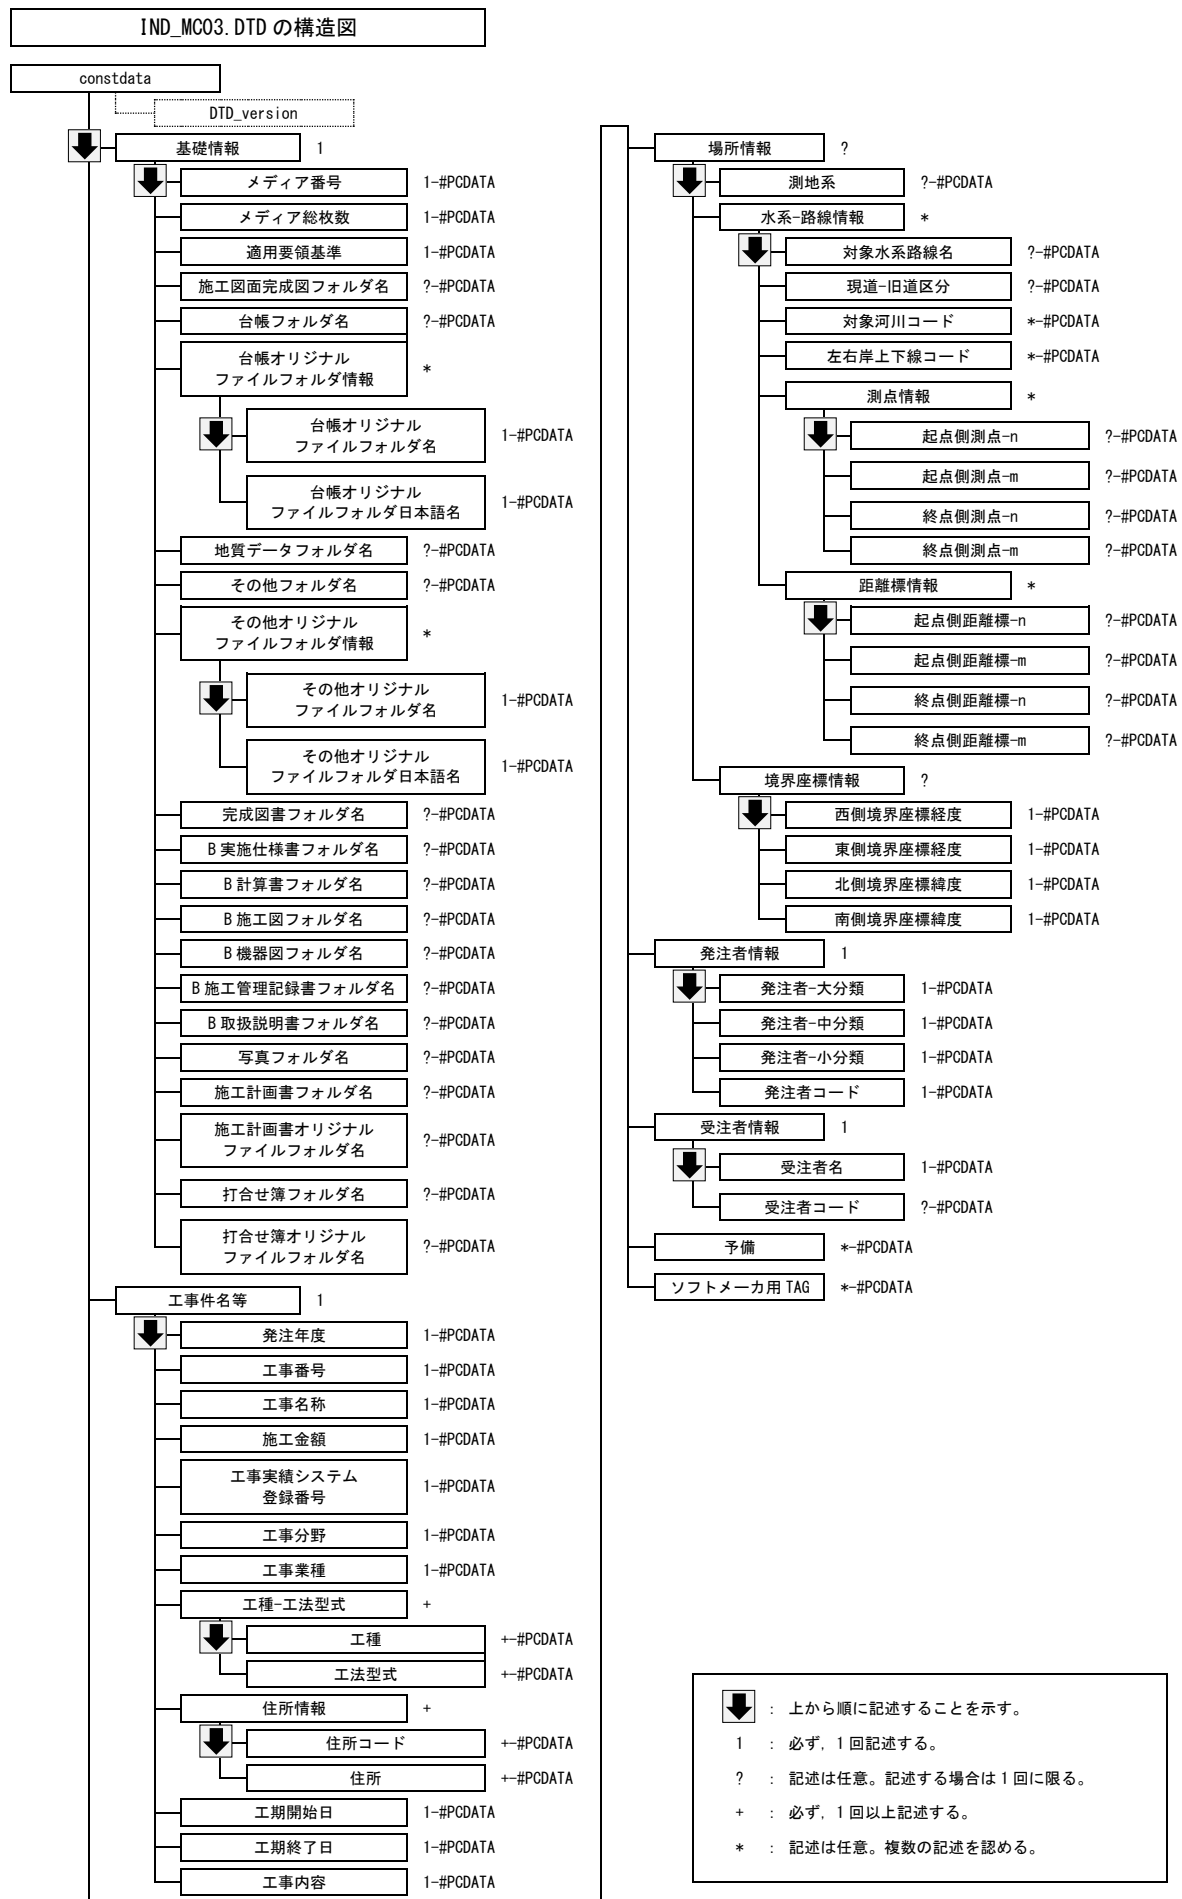 IND_MC03.DTD の構造図
constdata
DTD_version
基礎情報 1
メディア番号 1-#PCDATA
メディア総枚数 1-#PCDATA
適用要領基準 1-#PCDATA
施工図面完成図フォルダ名 ?-#PCDATA
台帳フォルダ名 ?-#PCDATA
台帳オリジナル
ファイルフォルダ情報 *
台帳オリジナル
ファイルフォルダ名 1-#PCDATA
台帳オリジナル
ファイルフォルダ日本語名 1-#PCDATA
地質データフォルダ名 ?-#PCDATA
その他フォルダ名 ?-#PCDATA
その他オリジナル
ファイルフォルダ情報 *
その他オリジナル
ファイルフォルダ名 1-#PCDATA
その他オリジナル
ファイルフォルダ日本語名 1-#PCDATA
完成図書フォルダ名 ?-#PCDATA
B 実施仕様書フォルダ名 ?-#PCDATA
B 計算書フォルダ名 ?-#PCDATA
B 施工図フォルダ名 ?-#PCDATA
B 機器図フォルダ名 ?-#PCDATA
B 施工管理記録書フォルダ名 ?-#PCDATA
B 取扱説明書フォルダ名 ?-#PCDATA
写真フォルダ名 ?-#PCDATA
施工計画書フォルダ名 ?-#PCDATA
施工計画書オリジナル
ファイルフォルダ名 ?-#PCDATA
打合せ簿フォルダ名 ?-#PCDATA
打合せ簿オリジナル
ファイルフォルダ名 ?-#PCDATA
工事件名等 1
発注年度 1-#PCDATA
工事番号 1-#PCDATA
工事名称 1-#PCDATA
施工金額 1-#PCDATA
工事実績システム
登録番号 1-#PCDATA
工事分野 1-#PCDATA
工事業種 1-#PCDATA
工種-工法型式 +
工種 +-#PCDATA
工法型式 +-#PCDATA
住所情報 +
住所コード +-#PCDATA
住所 +-#PCDATA
工期開始日 1-#PCDATA
工期終了日 1-#PCDATA
工事内容 1-#PCDATA
場所情報 ?
測地系 ?-#PCDATA
水系-路線情報 *
対象水系路線名 ?-#PCDATA
現道-旧道区分 ?-#PCDATA
対象河川コード *-#PCDATA
左右岸上下線コード *-#PCDATA
測点情報 *
起点側測点-n ?-#PCDATA
起点側測点-m ?-#PCDATA
終点側測点-n ?-#PCDATA
終点側測点-m ?-#PCDATA
距離標情報 *
起点側距離標-n ?-#PCDATA
起点側距離標-m ?-#PCDATA
終点側距離標-n ?-#PCDATA
終点側距離標-m ?-#PCDATA
境界座標情報 ?
西側境界座標経度 1-#PCDATA
東側境界座標経度 1-#PCDATA
北側境界座標緯度 1-#PCDATA
南側境界座標緯度 1-#PCDATA
発注者情報 1
発注者-大分類 1-#PCDATA
発注者-中分類 1-#PCDATA
発注者-小分類 1-#PCDATA
発注者コード 1-#PCDATA
受注者情報 1
受注者名 1-#PCDATA
受注者コード ?-#PCDATA
予備 *-#PCDATA
ソフトメーカ用 TAG *-#PCDATA
： 上から順に記述することを示す。
1 ： 必ず，1 回記述する。
? ： 記述は任意。記述する場合は 1 回に限る。
+ ： 必ず，1 回以上記述する。
* ： 記述は任意。複数の記述を認める。